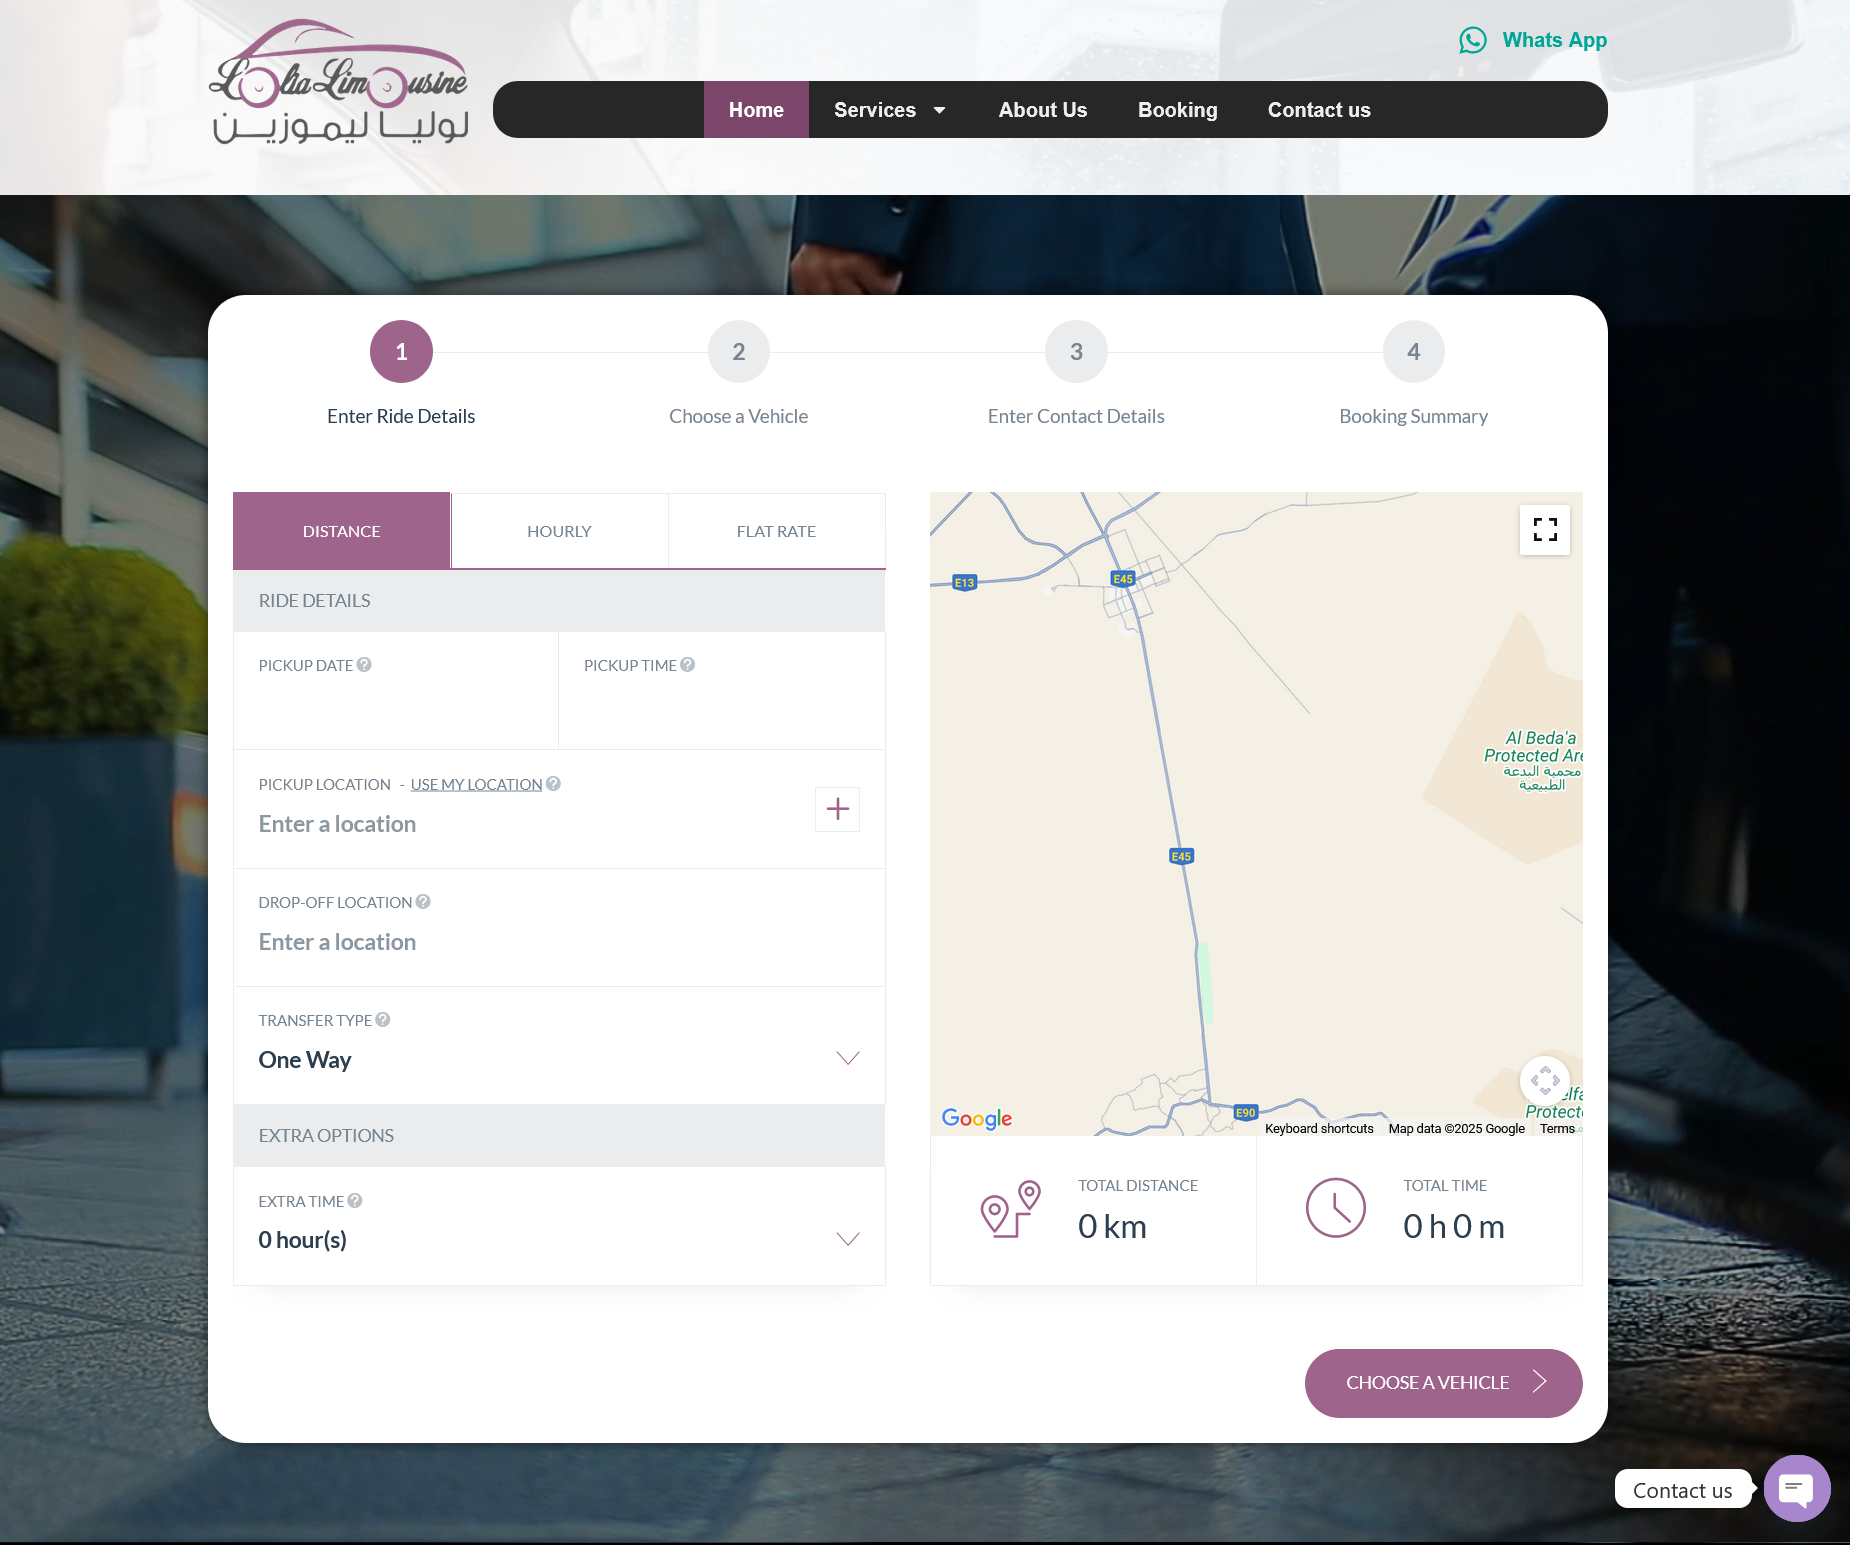 Lolia Limousine
لوليا ليموزين
Whats App
Home
Services
About Us
Booking
Contact us
1
2
3
4
Enter Ride Details
Choose a Vehicle
Enter Contact Details
Booking Summary
DISTANCE
HOURLY
FLAT RATE
RIDE DETAILS
PICKUP DATE ?
PICKUP TIME ?
PICKUP LOCATION - USE MY LOCATION ?
Enter a location
DROP-OFF LOCATION ?
Enter a location
TRANSFER TYPE ?
One Way
EXTRA OPTIONS
EXTRA TIME ?
0 hour(s)
E13
E45
Al Beda'a
Protected Are
محمية البدعة
الطبيعية
E45
E90
elfa
Protecte
Google
Keyboard shortcuts
Map data ©2025 Google
Terms
TOTAL DISTANCE
0 km
TOTAL TIME
0 h 0 m
CHOOSE A VEHICLE
Contact us